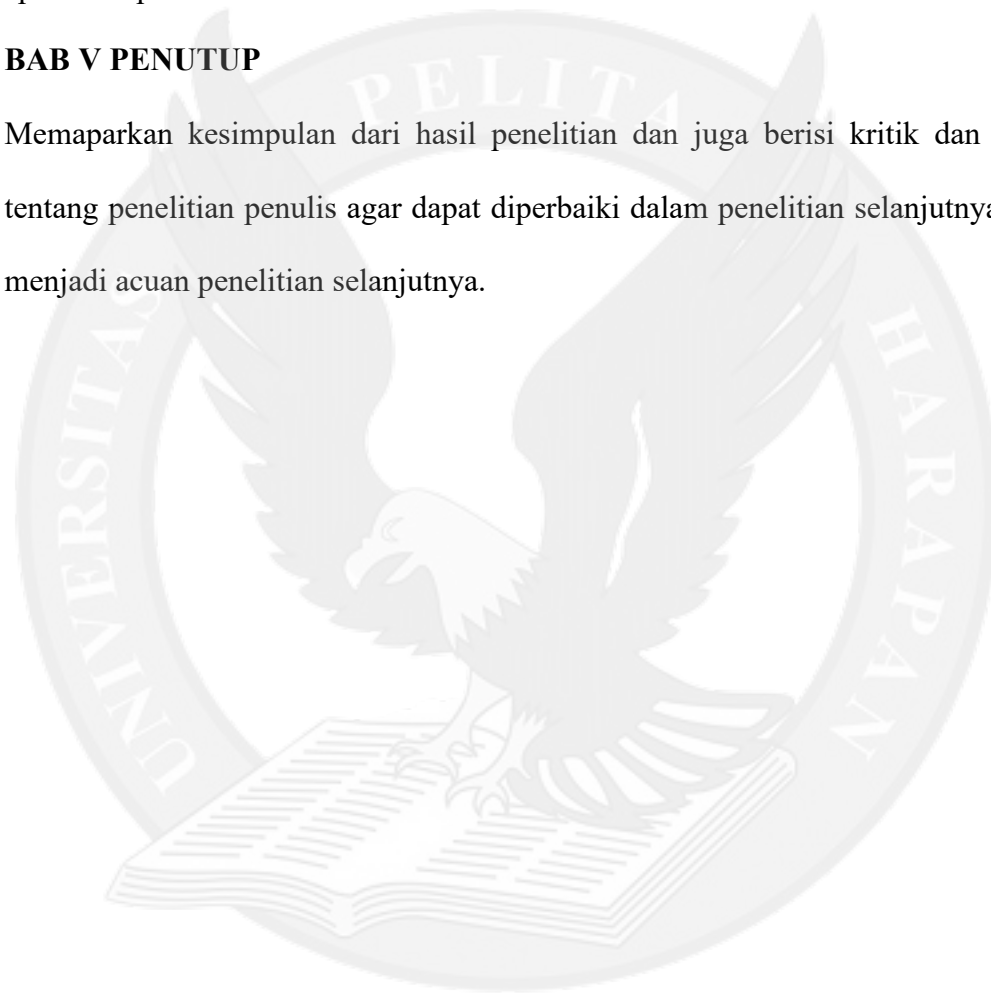 BAB V PENUTUP
Memaparkan kesimpulan dari hasil penelitian dan juga berisi kritik dan
tentang penelitian penulis agar dapat diperbaiki dalam penelitian selanjutnya
menjadi acuan penelitian selanjutnya.
UNIVERSITAS PELITA HARAPAN